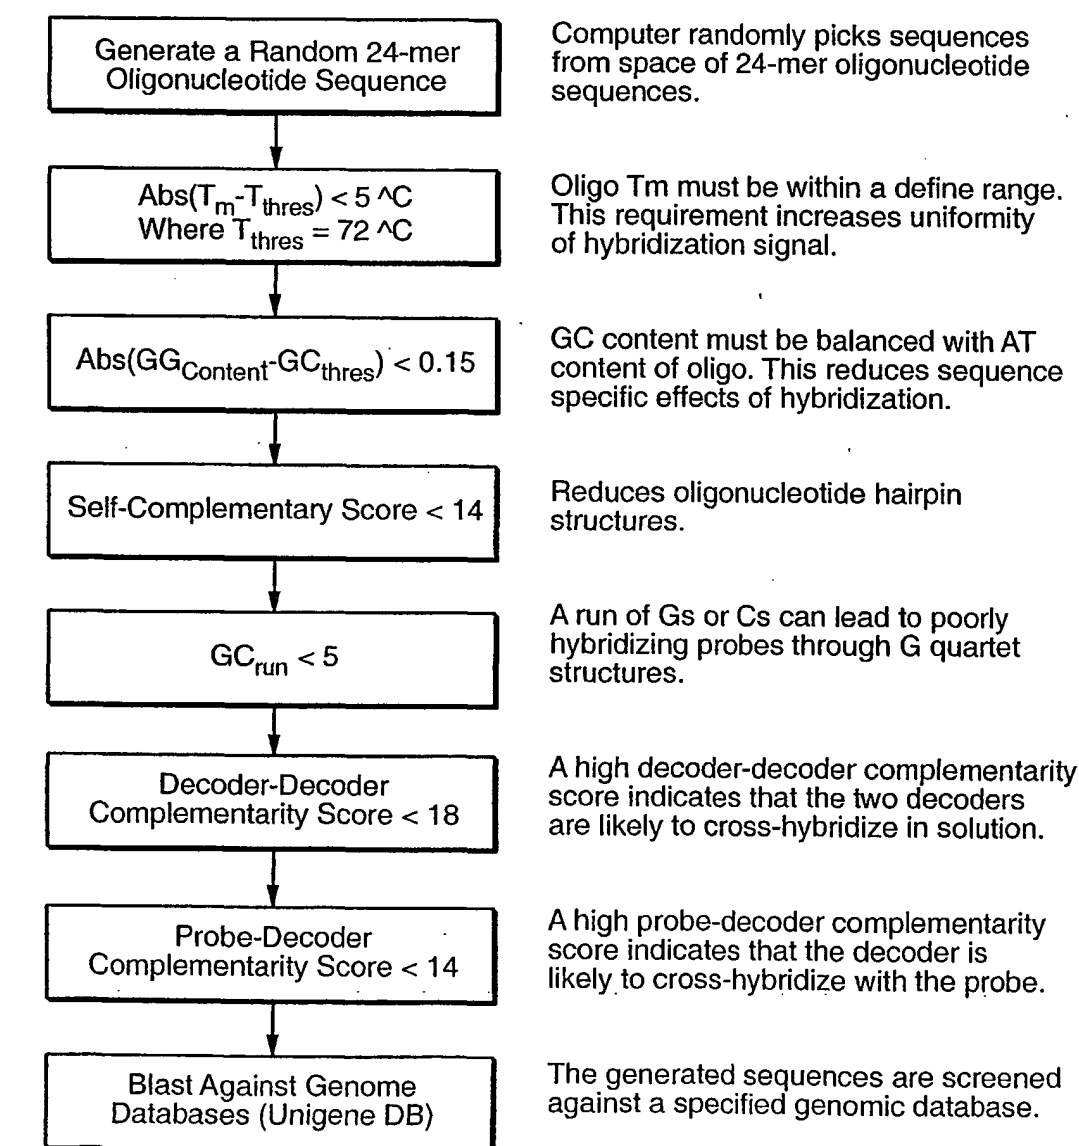 Generate a Random 24-mer
Oligonucleotide Sequence
Computer randomly picks sequences
from space of 24-mer oligonucleotide
sequences.
Abs(Tm-Tthres) < 5 ^C
Where Tthres = 72 ^C
Oligo Tm must be within a define range.
This requirement increases uniformity
of hybridization signal.
Abs(GGContent-GCthres) < 0.15
GC content must be balanced with AT
content of oligo. This reduces sequence
specific effects of hybridization.
Self-Complementary Score < 14
Reduces oligonucleotide hairpin
structures.
GCrun < 5
A run of Gs or Cs can lead to poorly
hybridizing probes through G quartet
structures.
Decoder-Decoder
Complementarity Score < 18
A high decoder-decoder complementarity
score indicates that the two decoders
are likely to cross-hybridize in solution.
Probe-Decoder
Complementarity Score < 14
A high probe-decoder complementarity
score indicates that the decoder is
likely to cross-hybridize with the probe.
Blast Against Genome
Databases (Unigene DB)
The generated sequences are screened
against a specified genomic database.